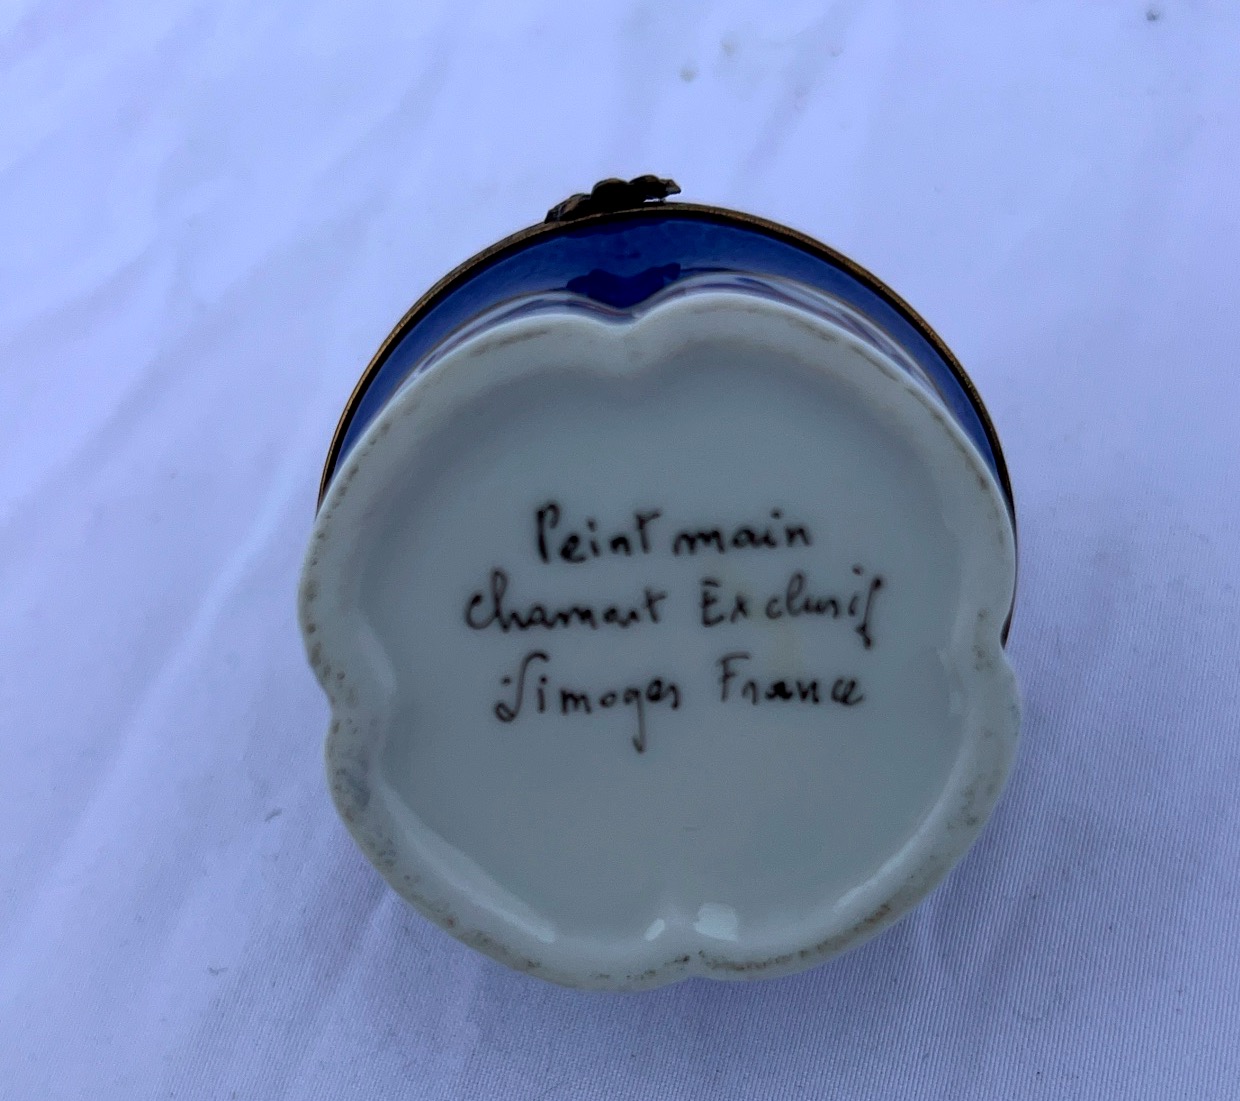 Peint main
Chamart Exclusif
Limoges France